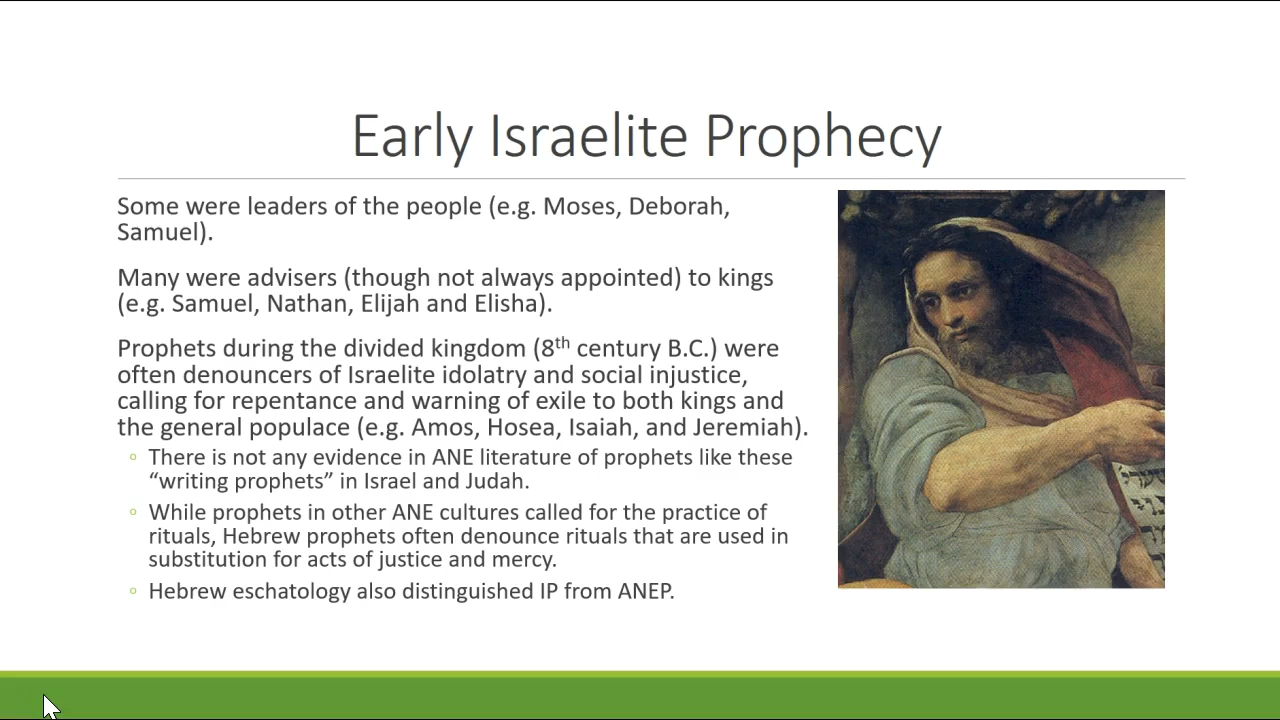 Early Israelite Prophecy
Some were leaders of the people (e.g. Moses, Deborah,
Samuel).
Many were advisers (though not always appointed) to kings
(e.g. Samuel, Nathan, Elijah and Elisha).
Prophets during the divided kingdom (8th century B.C.) were
often denouncers of Israelite idolatry and social injustice,
calling for repentance and warning of exile to both kings and
the general populace (e.g. Amos, Hosea, Isaiah, and Jeremiah).
There is not any evidence in ANE literature of prophets like these
“writing prophets” in Israel and Judah.
While prophets in other ANE cultures called for the practice of
rituals, Hebrew prophets often denounce rituals that are used in
substitution for acts of justice and mercy.
Hebrew eschatology also distinguished IP from ANEP.